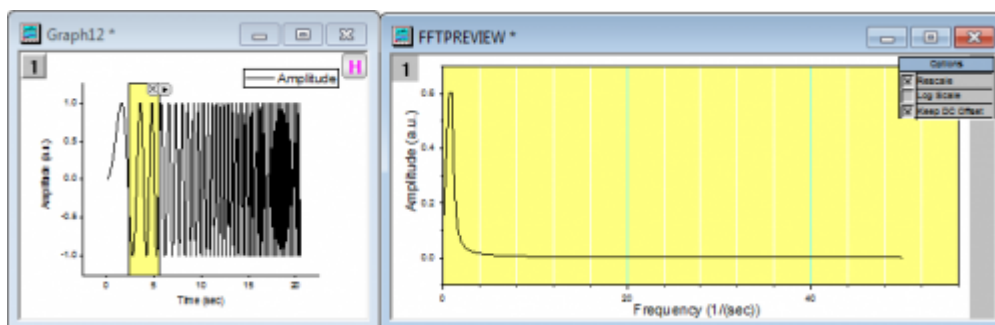 Graph12 *
1
H
Amplitude
1.0
0.5
0.0
-0.5
-1.0
Amplitude (a.u.)
0
5
10
15
20
Time (sec)
FFTPREVIEW *
1
Options
Rescale
Log Scale
Keep DC Offset
0.6
0.4
0.2
0.0
Amplitude (a.u.)
0
20
40
Frequency (1/(sec))